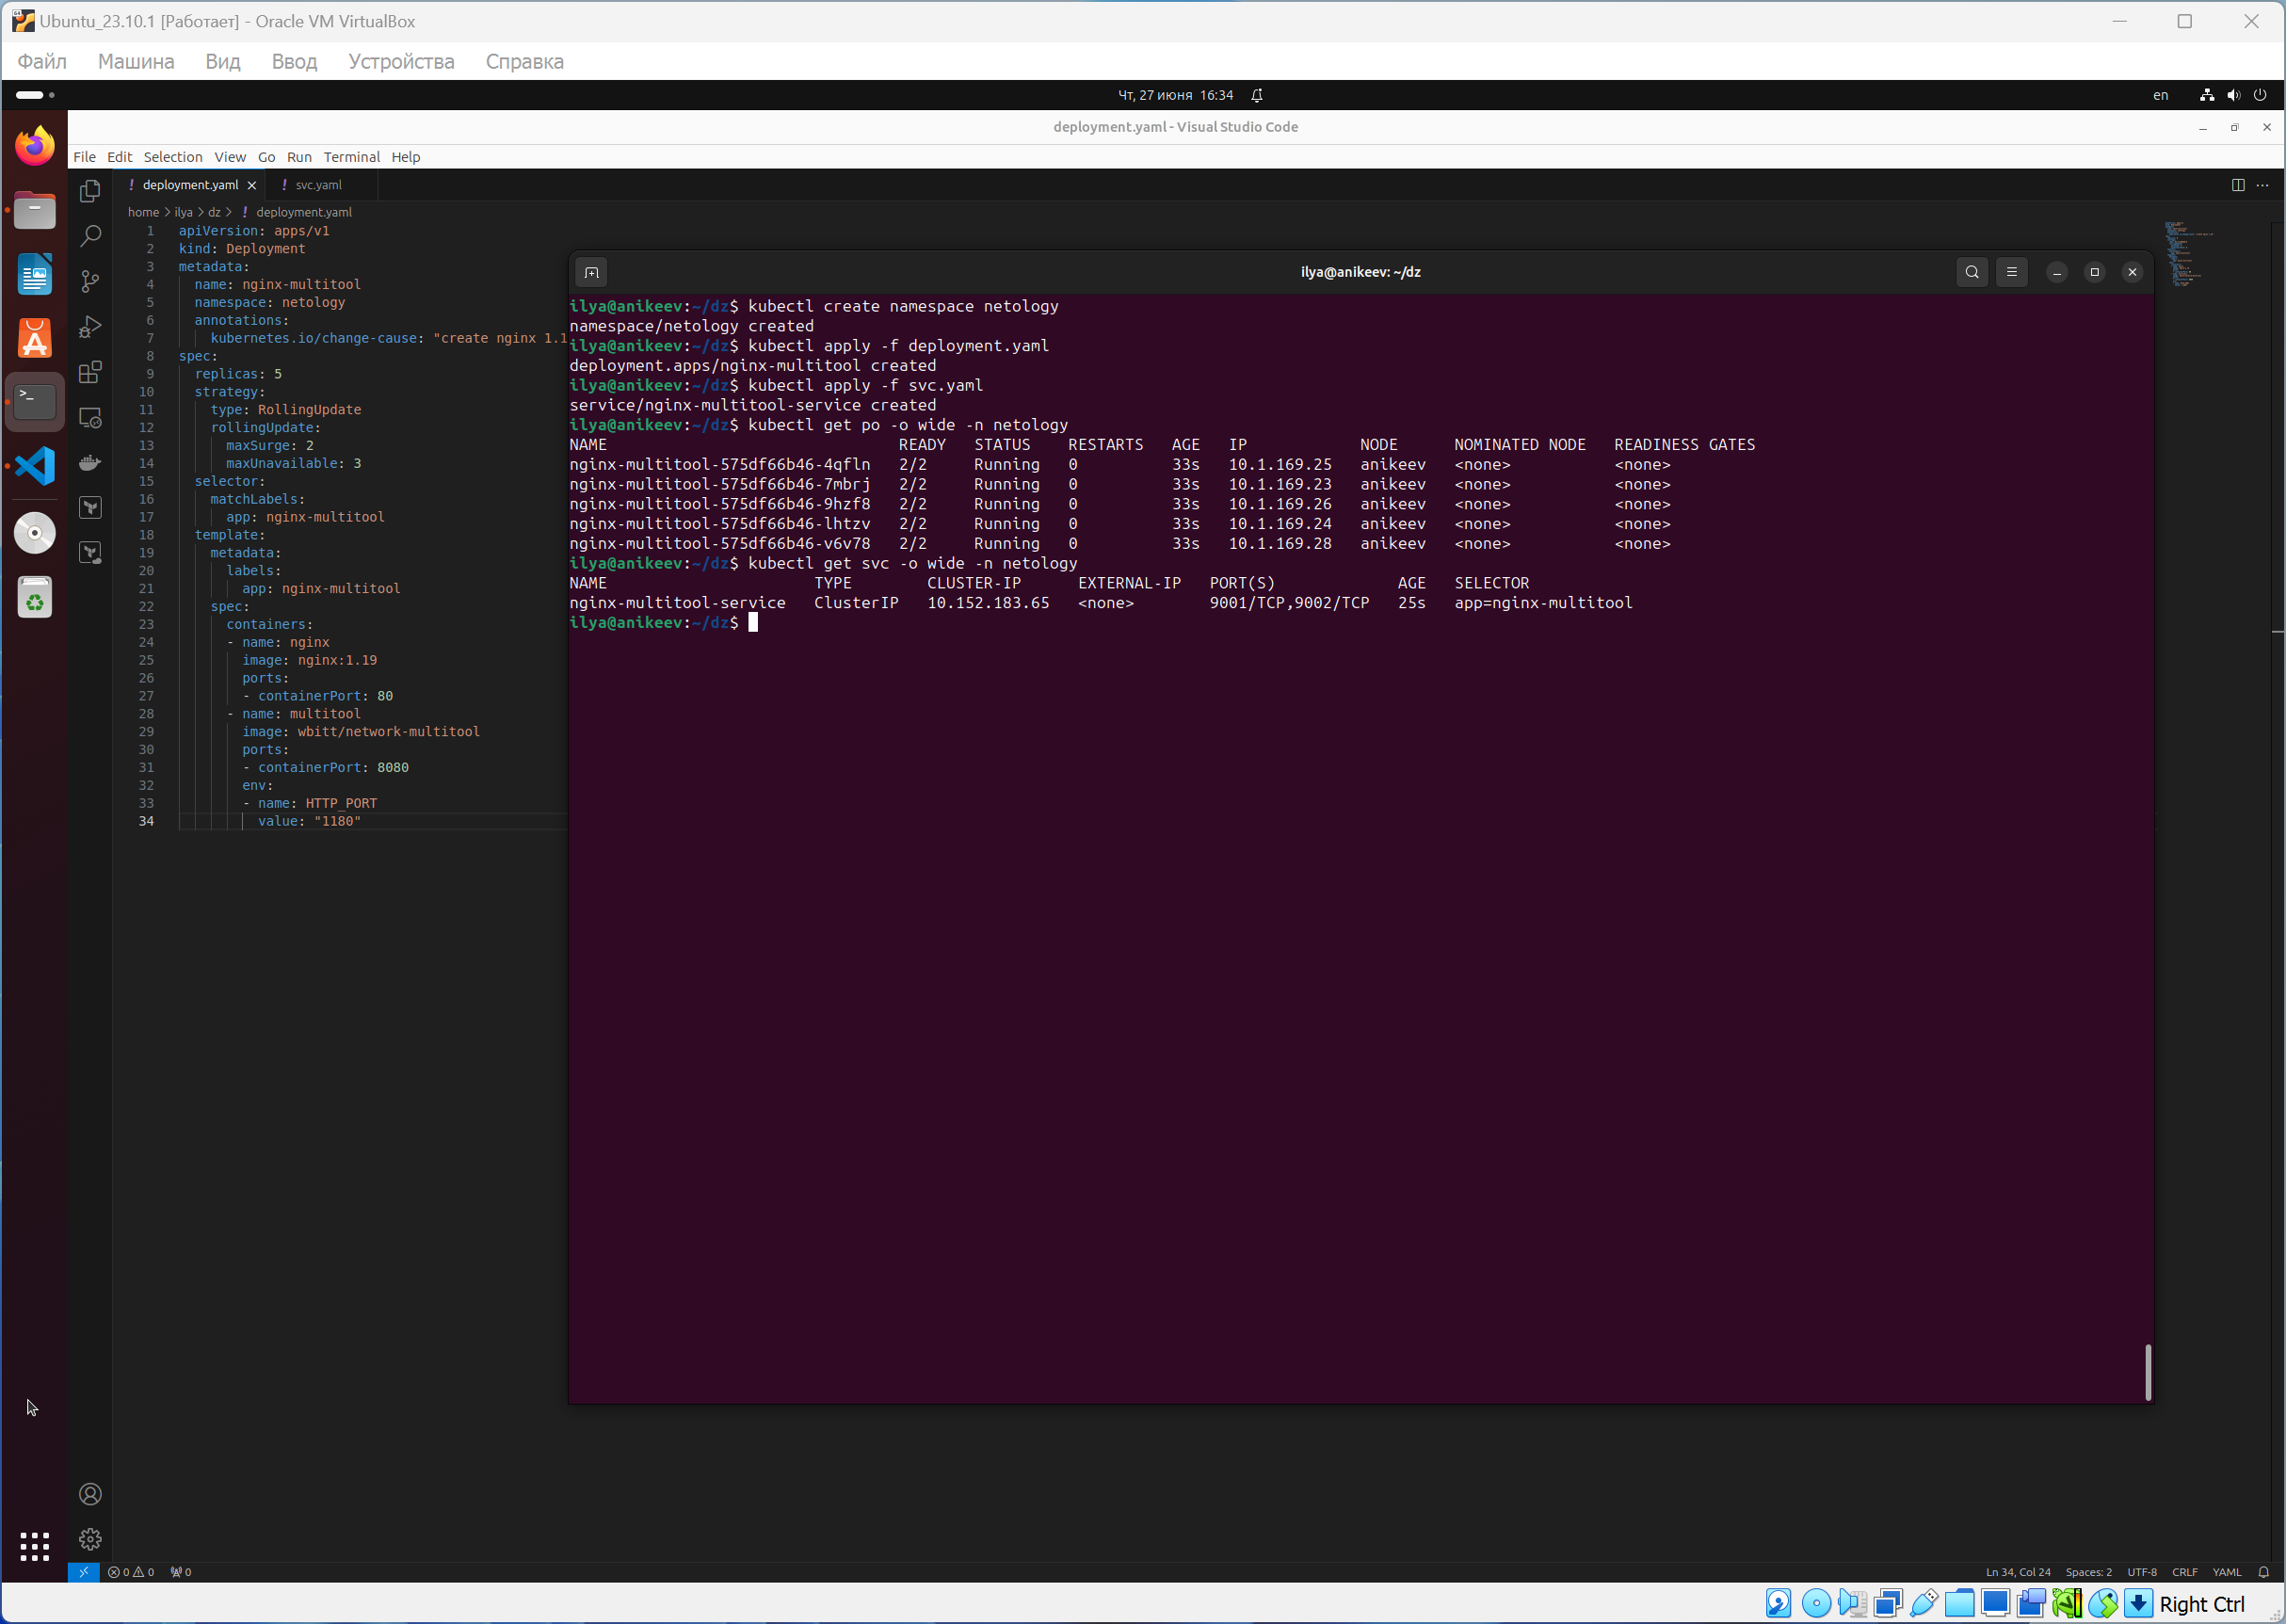 Ubuntu_23.10.1 [Работает] - Oracle VM VirtualBox
Файл Машина Вид Ввод Устройства Справка
Чт, 27 июня 16:34
en
deployment.yaml - Visual Studio Code
File Edit Selection View Go Run Terminal Help
! deployment.yaml ! svc.yaml
home > ilya > dz > ! deployment.yaml
1 apiVersion: apps/v1
2 kind: Deployment
3 metadata:
4 name: nginx-multitool
5 namespace: netology
6 annotations:
7 kubernetes.io/change-cause: "create nginx 1.1
8 spec:
9 replicas: 5
10 strategy:
11 type: RollingUpdate
12 rollingUpdate:
13 maxSurge: 2
14 maxUnavailable: 3
15 selector:
16 matchLabels:
17 app: nginx-multitool
18 template:
19 metadata:
20 labels:
21 app: nginx-multitool
22 spec:
23 containers:
24 - name: nginx
25 image: nginx:1.19
26 ports:
27 - containerPort: 80
28 - name: multitool
29 image: wbitt/network-multitool
30 ports:
31 - containerPort: 8080
32 env:
33 - name: HTTP_PORT
34 value: "1180"
ilya@anikeev: ~/dz
ilya@anikeev:~/dz$ kubectl create namespace netology
namespace/netology created
ilya@anikeev:~/dz$ kubectl apply -f deployment.yaml
deployment.apps/nginx-multitool created
ilya@anikeev:~/dz$ kubectl apply -f svc.yaml
service/nginx-multitool-service created
ilya@anikeev:~/dz$ kubectl get po -o wide -n netology
NAME READY STATUS RESTARTS AGE IP NODE NOMINATED NODE READINESS GATES
nginx-multitool-575df66b46-4qfln 2/2 Running 0 33s 10.1.169.25 anikeev <none> <none>
nginx-multitool-575df66b46-7mbrj 2/2 Running 0 33s 10.1.169.23 anikeev <none> <none>
nginx-multitool-575df66b46-9hzf8 2/2 Running 0 33s 10.1.169.26 anikeev <none> <none>
nginx-multitool-575df66b46-lhtzv 2/2 Running 0 33s 10.1.169.24 anikeev <none> <none>
nginx-multitool-575df66b46-v6v78 2/2 Running 0 33s 10.1.169.28 anikeev <none> <none>
ilya@anikeev:~/dz$ kubectl get svc -o wide -n netology
NAME TYPE CLUSTER-IP EXTERNAL-IP PORT(S) AGE SELECTOR
nginx-multitool-service ClusterIP 10.152.183.65 <none> 9001/TCP,9002/TCP 25s app=nginx-multitool
ilya@anikeev:~/dz$
0 0 0
Ln 34, Col 24 Spaces: 2 UTF-8 CRLF YAML
Right Ctrl